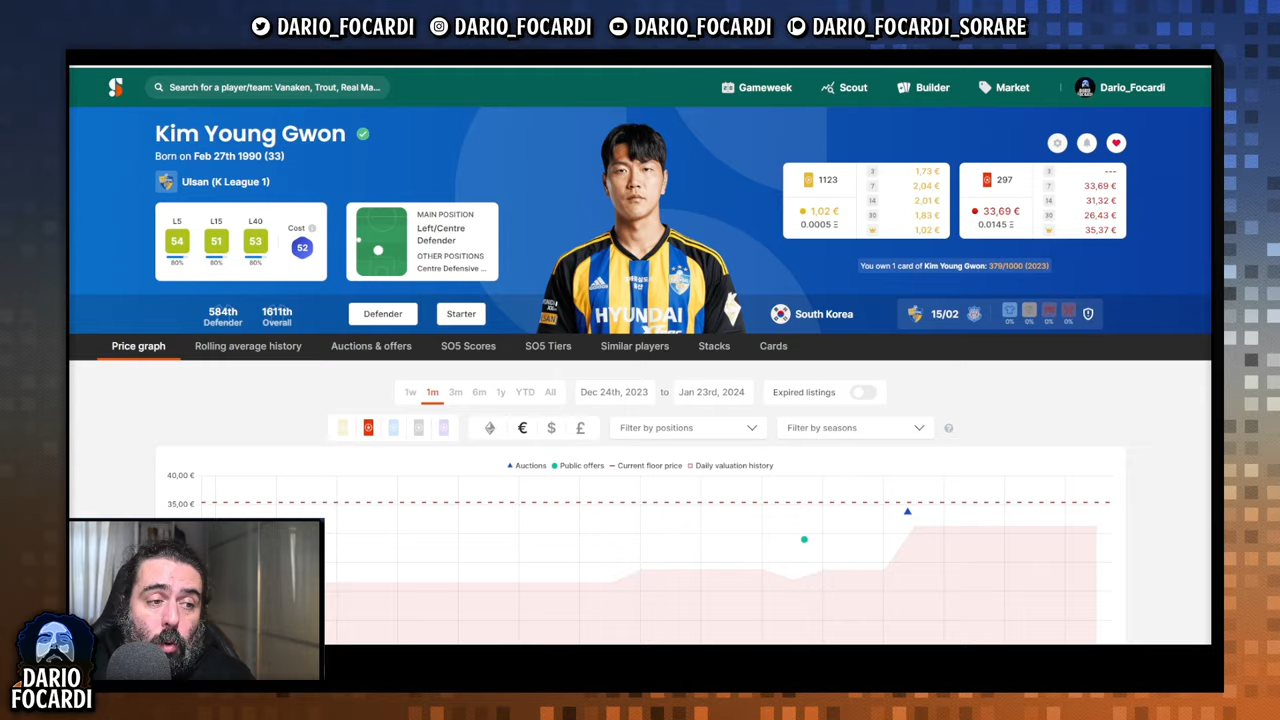 DARIO_FOCARDI DARIO_FOCARDI DARIO_FOCARDI DARIO_FOCARDI_SORARE
Search for a player/team: Vanaken, Trout, Real Ma...
Gameweek Scout Builder Market Dario_Focardi
Kim Young Gwon
Born on Feb 27th 1990 (33)
Ulsan (K League 1)
L5 L15 L40 Cost
54 51 53 52
80% 80% 80%
MAIN POSITION
Left/Centre
Defender
OTHER POSITIONS
Centre Defensive ...
1123
1,02 €
0.0005 Ξ
3 1,73 €
7 2,04 €
14 2,01 €
30 1,83 €
1,02 €
297
33,69 €
0.0145 Ξ
3 ---
7 33,69 €
14 31,32 €
30 26,43 €
35,37 €
You own 1 card of Kim Young Gwon: 379/1000 (2023)
584th
Defender
1611th
Overall
Defender
Starter
HYUNDAI
South Korea
15/02
0% 0% 0% 0%
Price graph Rolling average history Auctions & offers SO5 Scores SO5 Tiers Similar players Stacks Cards
1w 1m 3m 6m 1y YTD All
Dec 24th, 2023 to Jan 23rd, 2024
Expired listings
€ $ £
Filter by positions
Filter by seasons
Auctions Public offers Current floor price Daily valuation history
40,00 €
35,00 €
DARIO
FOCARDI